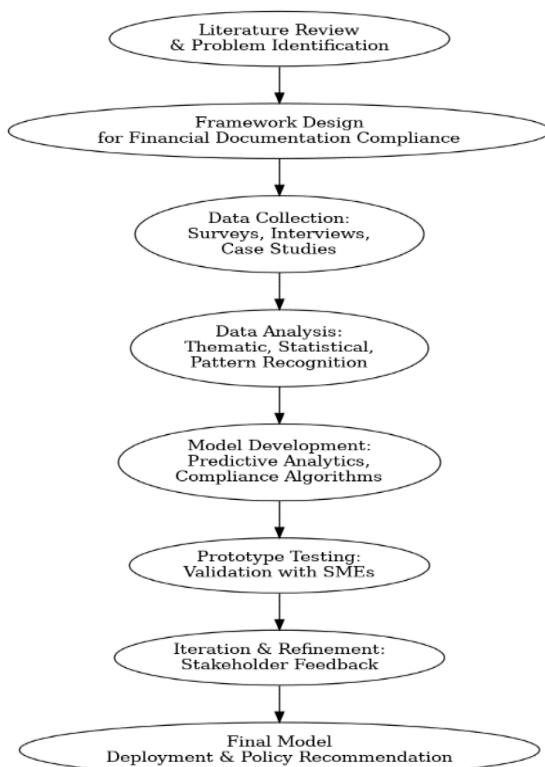 Literature Review
& Problem Identification
Framework Design
for Financial Documentation Compliance
Data Collection:
Surveys, Interviews,
Case Studies
Data Analysis:
Thematic, Statistical,
Pattern Recognition
Model Development:
Predictive Analytics,
Compliance Algorithms
Prototype Testing:
Validation with SMEs
Iteration & Refinement:
Stakeholder Feedback
Final Model
Deployment & Policy Recommendation